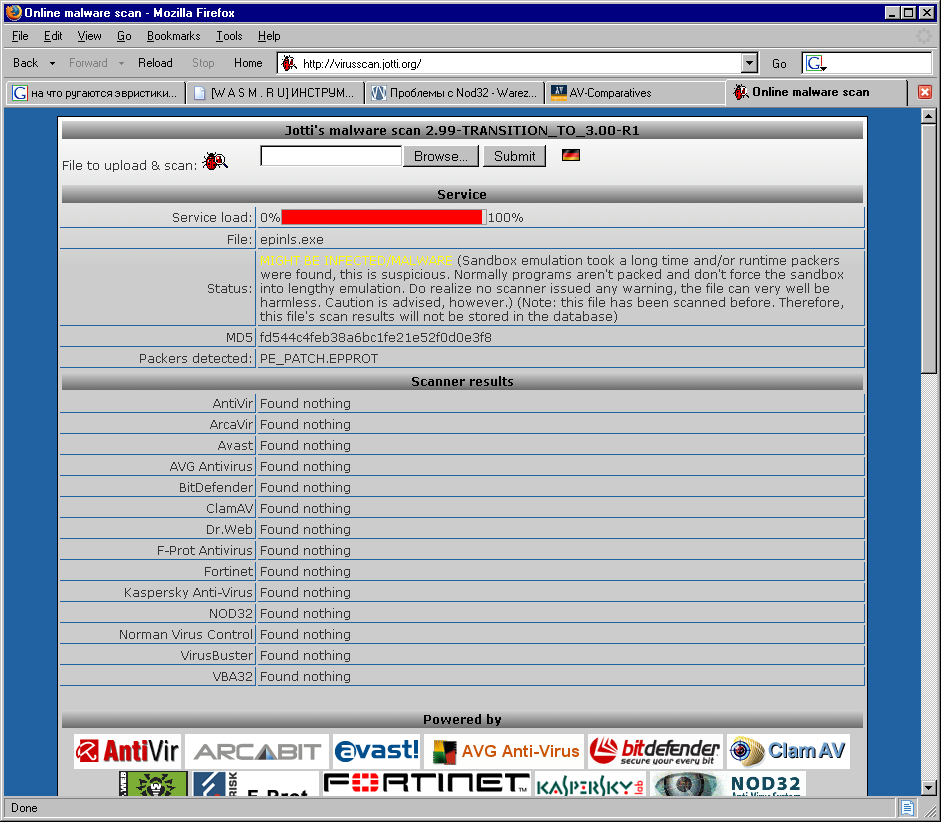 Online malware scan - Mozilla Firefox
File Edit View Go Bookmarks Tools Help
Back Forward Reload Stop Home http://virusscan.jotti.org/ Go G
G на что ругаются эвристики... [W A S M . R U] ИНСТРУМ... Проблемы с Nod32 - Warez... AV-Comparatives Online malware scan
Jotti's malware scan 2.99-TRANSITION_TO_3.00-R1
File to upload & scan: Browse... Submit
Service
Service load: 0% 100%
File: epinls.exe
Status: MIGHT BE INFECTED/MALWARE (Sandbox emulation took a long time and/or runtime packers
were found, this is suspicious. Normally programs aren't packed and don't force the sandbox
into lengthy emulation. Do realize no scanner issued any warning, the file can very well be
harmless. Caution is advised, however.) (Note: this file has been scanned before. Therefore,
this file's scan results will not be stored in the database)
MD5 fd544c4feb38a6bc1fe21e52f0d0e3f8
Packers detected: PE_PATCH.EPPROT
Scanner results
AntiVir Found nothing
ArcaVir Found nothing
Avast Found nothing
AVG Antivirus Found nothing
BitDefender Found nothing
ClamAV Found nothing
Dr.Web Found nothing
F-Prot Antivirus Found nothing
Fortinet Found nothing
Kaspersky Anti-Virus Found nothing
NOD32 Found nothing
Norman Virus Control Found nothing
VirusBuster Found nothing
VBA32 Found nothing
Powered by
AntiVir ARCABIT avast! AVG Anti-Virus bitdefender secure your every bit ClamAV
FORTINET KASPERSKY lab NOD32
Done